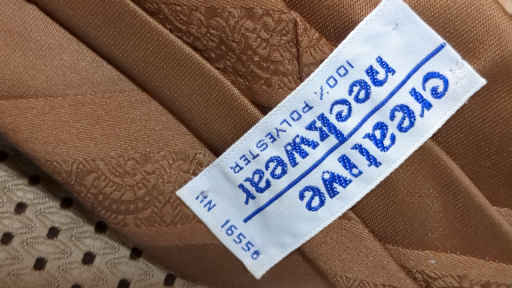 creative
neckwear
100% POLYESTER
RN 16556